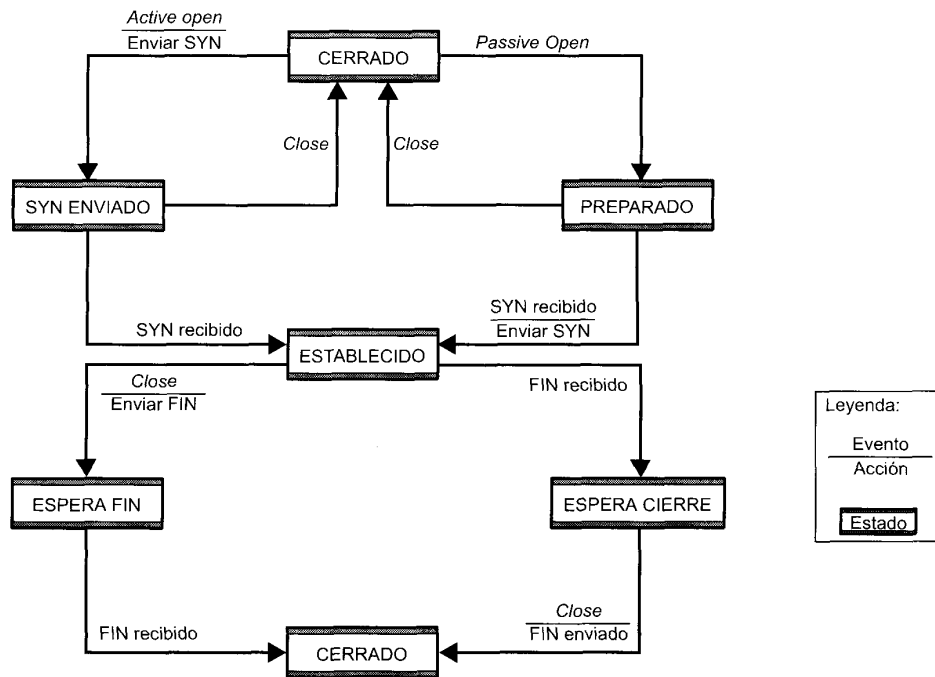 Active open
Enviar SYN
CERRADO
Passive Open
Close
Close
SYN ENVIADO
PREPARADO
SYN recibido
SYN recibido
Enviar SYN
ESTABLECIDO
Close
Enviar FIN
FIN recibido
Leyenda:
Evento
Acción
Estado
ESPERA FIN
ESPERA CIERRE
FIN recibido
Close
FIN enviado
CERRADO